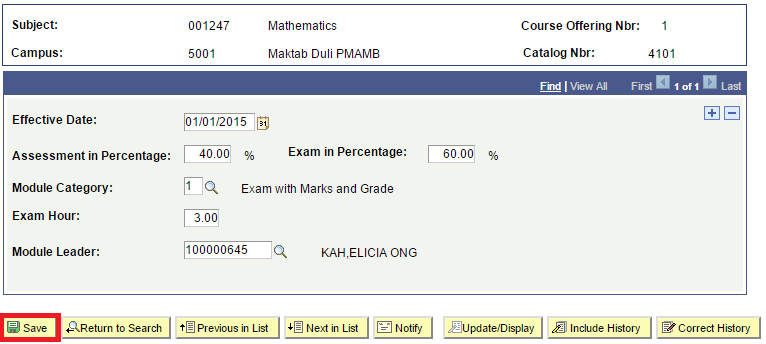 Subject: 001247 Mathematics Course Offering Nbr: 1
Campus: 5001 Maktab Duli PMAMB Catalog Nbr: 4101
Find | View All First 1 of 1 Last
Effective Date: 01/01/2015 31
Assessment in Percentage: 40.00 % Exam in Percentage: 60.00 %
Module Category: 1 Exam with Marks and Grade
Exam Hour: 3.00
Module Leader: 100000645 KAH,ELICIA ONG
Save Return to Search Previous in List Next in List Notify Update/Display Include History Correct History